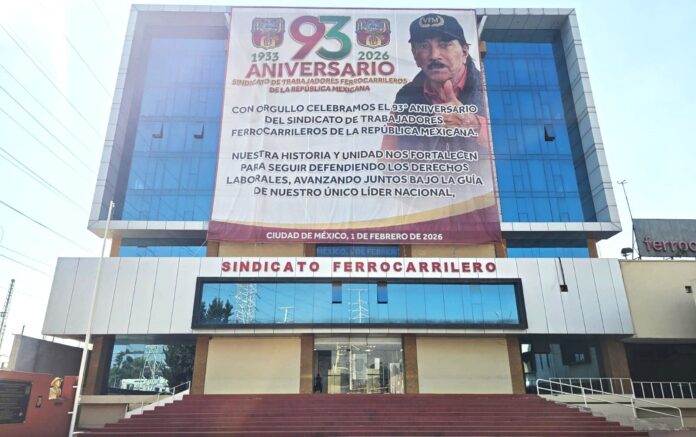 93
1933 2026
ANIVERSARIO
SINDICATO DE TRABAJADORES FERROCARRILEROS
DE LA REPÚBLICA MEXICANA
VFM
CON ORGULLO CELEBRAMOS EL 93° ANIVERSARIO
DEL SINDICATO DE TRABAJADORES
FERROCARRILEROS DE LA REPÚBLICA MEXICANA.
NUESTRA HISTORIA Y UNIDAD NOS FORTALECEN
PARA SEGUIR DEFENDIENDO LOS DERECHOS
LABORALES, AVANZANDO JUNTOS BAJO LA GUÍA
DE NUESTRO ÚNICO LÍDER NACIONAL,
CIUDAD DE MÉXICO, 1 DE FEBRERO DE 2026
SINDICATO FERROCARRILERO
ferroc